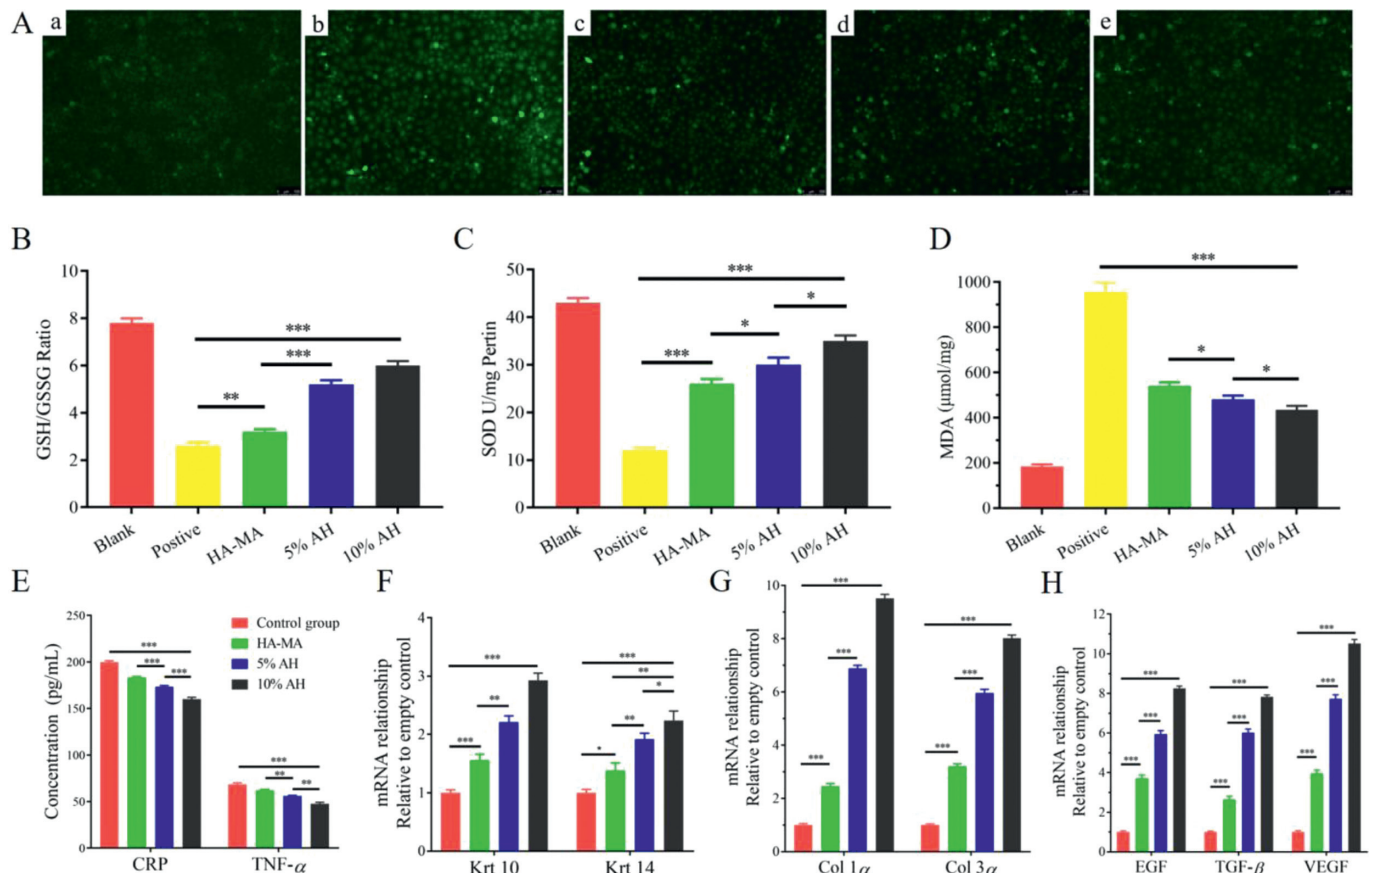 A
a
b
c
d
e
B
10
8
6
4
2
0
GSH/GSSG Ratio
***
***
**
Blank
Postive
HA-MA
5% AH
10% AH
C
50
40
30
20
10
0
SOD U/mg Pertin
***
*
*
***
Blank
Positive
HA-MA
5% AH
10% AH
D
1000
800
600
400
200
0
MDA (μmol/mg)
***
*
*
Blank
Positive
HA-MA
5% AH
10% AH
E
250
200
150
100
50
0
Concentration (pg/mL)
Control group
HA-MA
5% AH
10% AH
***
***
***
***
**
**
CRP
TNF-α
F
4
3
2
1
0
mRNA relationship
Relative to empty control
***
**
***
***
**
*
**
*
Krt 10
Krt 14
G
10
8
6
4
2
0
mRNA relationship
Relative to empty control
***
***
***
***
***
***
Col 1α
Col 3α
H
12
10
8
6
4
2
0
mRNA relationship
Relative to empty control
***
***
***
***
***
***
***
***
***
EGF
TGF-β
VEGF